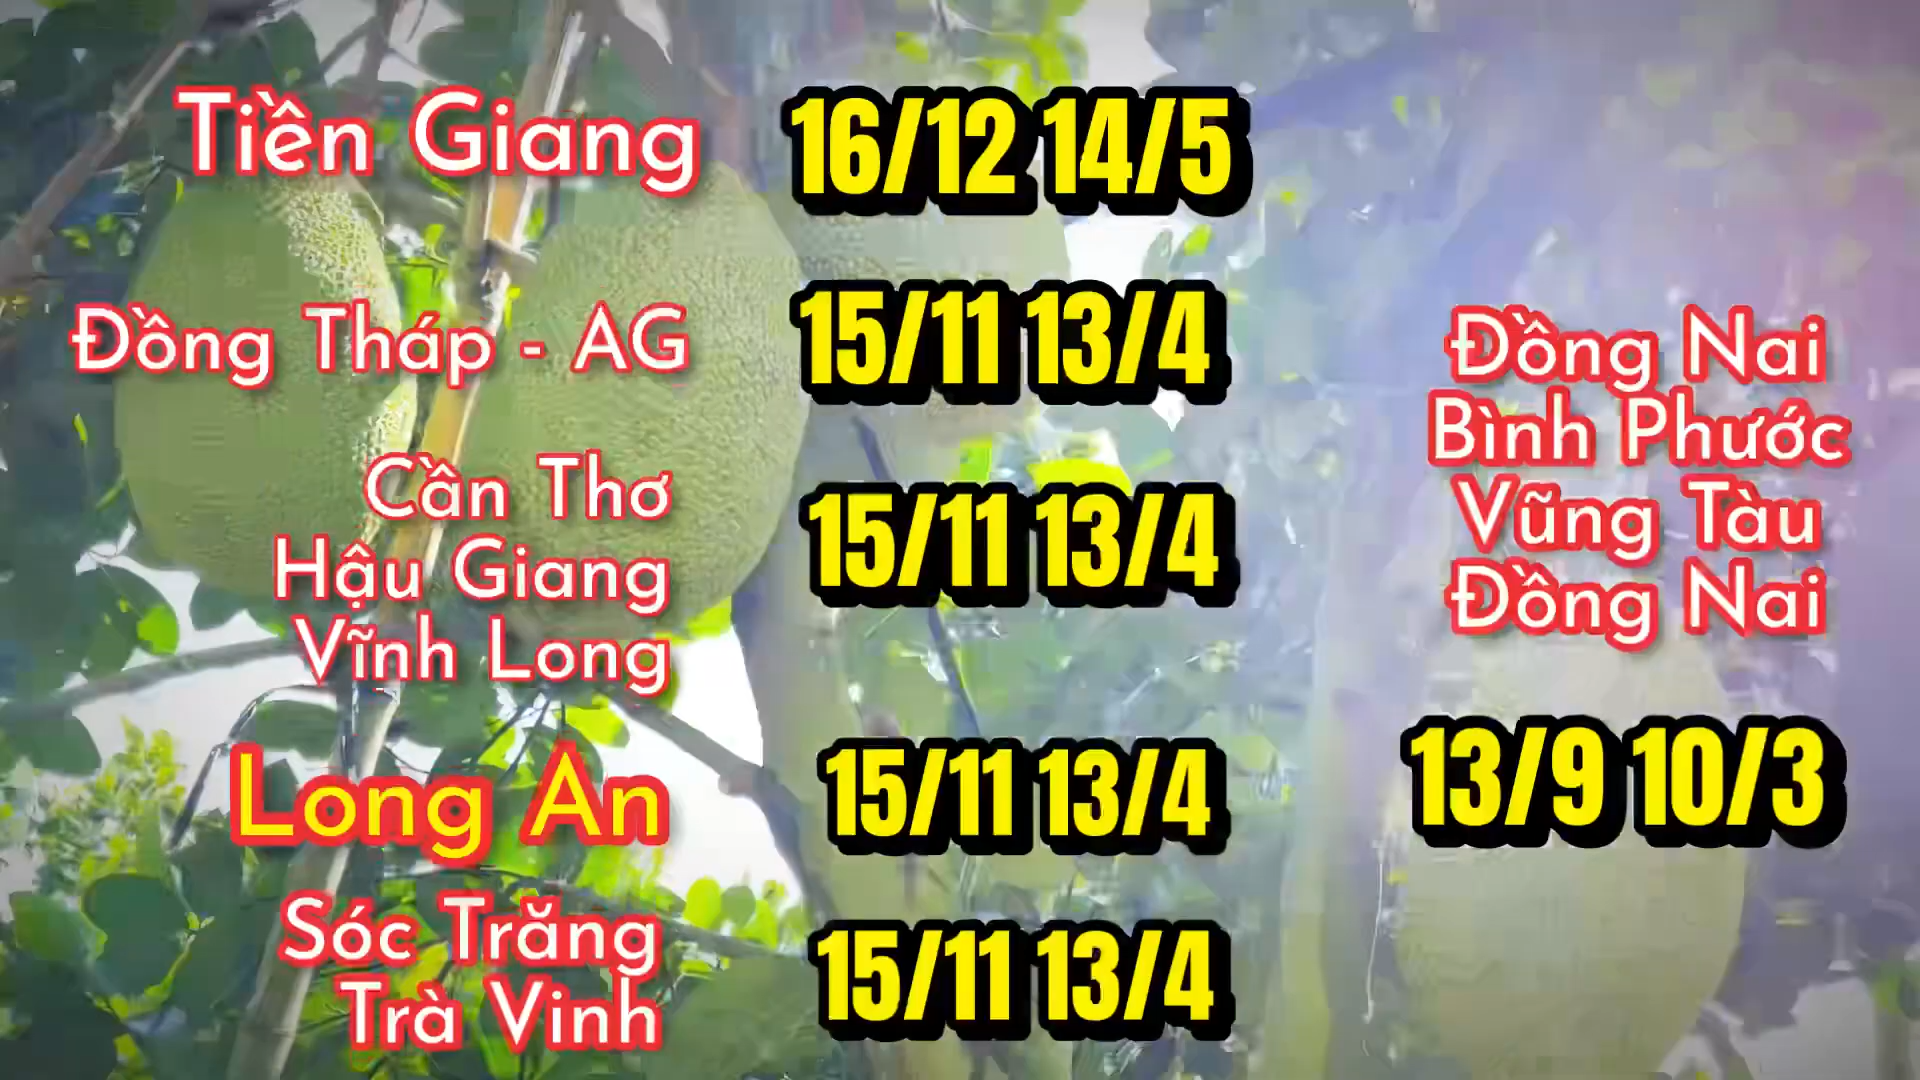 Tiền Giang 16/12 14/5
Đồng Tháp - AG 15/11 13/4
Cần Thơ
Hậu Giang 15/11 13/4
Vĩnh Long
Long An 15/11 13/4
Sóc Trăng
Trà Vinh 15/11 13/4
Đồng Nai
Bình Phước
Vũng Tàu
Đồng Nai
13/9 10/3